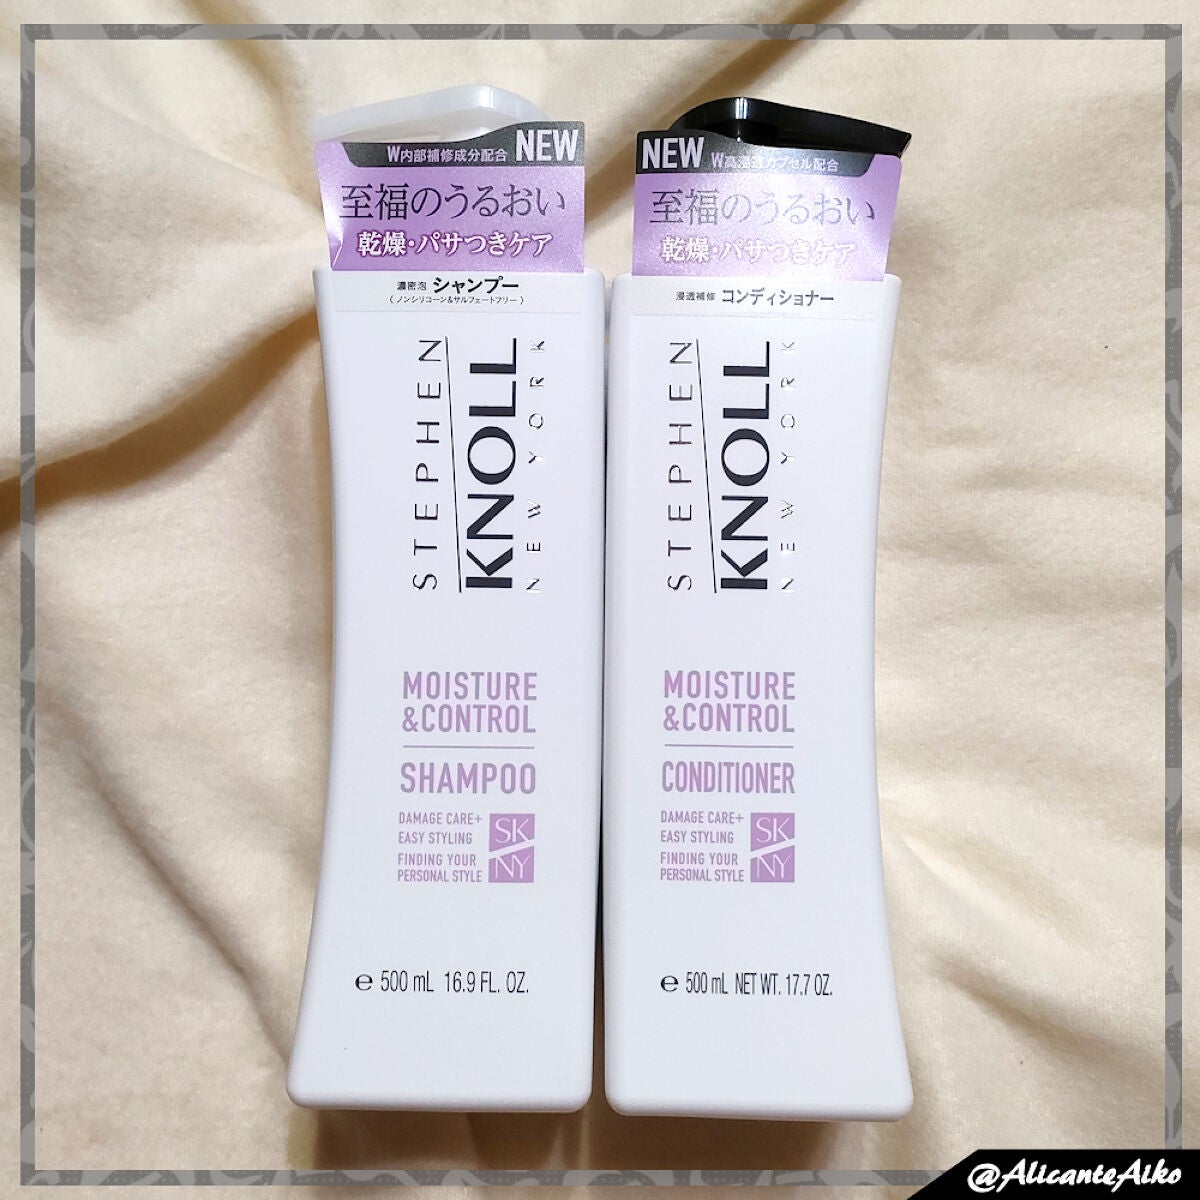 W内部補修成分配合 NEW
至福のうるおい
乾燥・パサつきケア
濃密泡 シャンプー
(ノンシリコーン&サルフェートフリー)
STEPHEN
KNOLL
NEW YORK
MOISTURE
&CONTROL
SHAMPOO
DAMAGE CARE+
EASY STYLING
FINDING YOUR
PERSONAL STYLE
SK
NY
e 500 mL 16.9 FL. OZ.
NEW W高浸透カプセル配合
至福のうるおい
乾燥・パサつきケア
浸透補修 コンディショナー
STEPHEN
KNOLL
NEW YORK
MOISTURE
&CONTROL
CONDITIONER
DAMAGE CARE+
EASY STYLING
FINDING YOUR
PERSONAL STYLE
SK
NY
e 500 mL NET WT. 17.7 OZ.
@AlicanteAiko